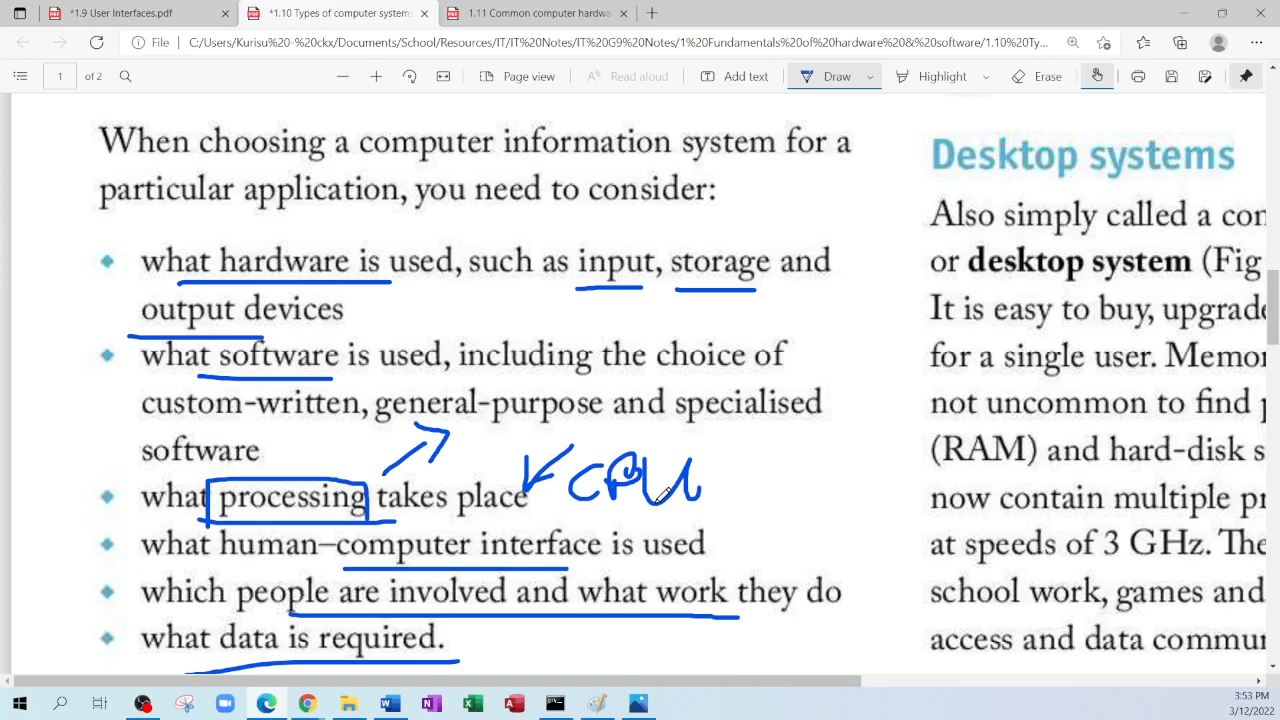 *1.9 User Interfaces.pdf
*1.10 Types of computer systems
1.11 Common computer hardwa
File
C:/Users/Kurisu%20-%20ckx/Documents/School/Resources/IT/IT%20G9%20Notes/1%20Fundamentals%20of%20hardware%20&%20software/1.10%20Ty...
1 of 2
Page view
Read aloud
Add text
Draw
Highlight
Erase
When choosing a computer information system for a
particular application, you need to consider:
what hardware is used, such as input, storage and
output devices
what software is used, including the choice of
custom-written, general-purpose and specialised
software
what processing takes place
CPU
what human–computer interface is used
which people are involved and what work they do
what data is required.
Desktop systems
Also simply called a con
or desktop system (Fig
It is easy to buy, upgrade
for a single user. Memor
not uncommon to find p
(RAM) and hard-disk s
now contain multiple pr
at speeds of 3 GHz. The
school work, games and
access and data commu
3:53 PM
3/12/2022